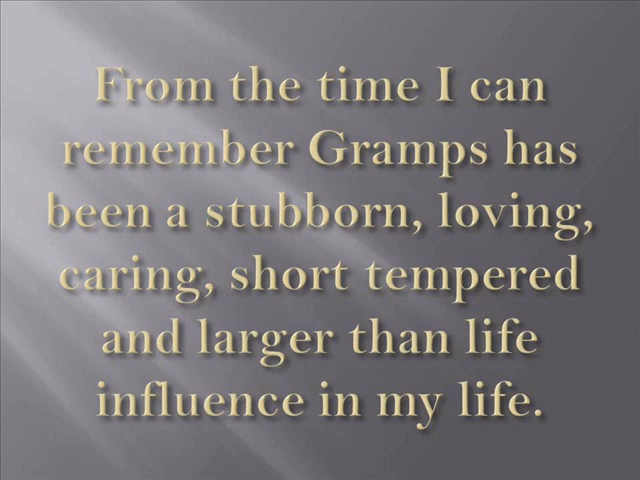 From the time I can
remember Gramps has
been a stubborn, loving,
caring, short tempered
and larger than life
influence in my life.